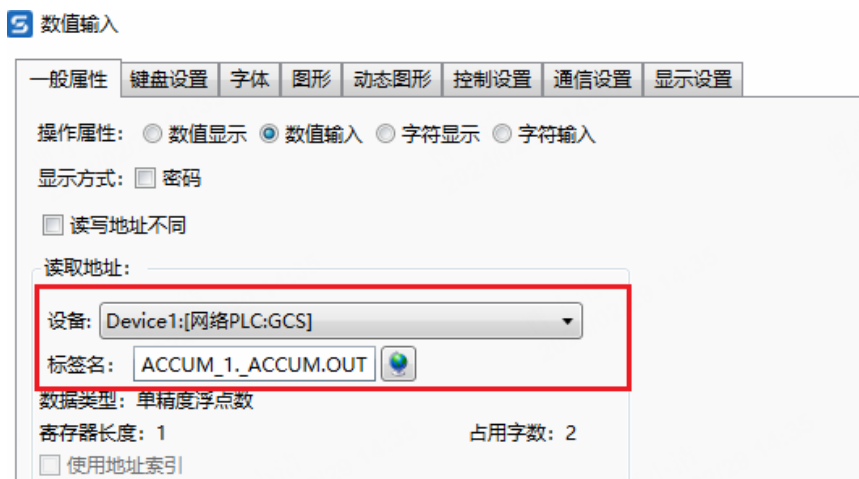 数值输入
一般属性 键盘设置 字体 图形 动态图形 控制设置 通信设置 显示设置
操作属性: 数值显示 数值输入 字符显示 字符输入
显示方式: 密码
读写地址不同
读取地址:
设备: Device1:[网络PLC:GCS]
标签名: ACCUM_1._ACCUM.OUT
数据类型: 单精度浮点数
寄存器长度: 1 占用字数: 2
使用地址索引